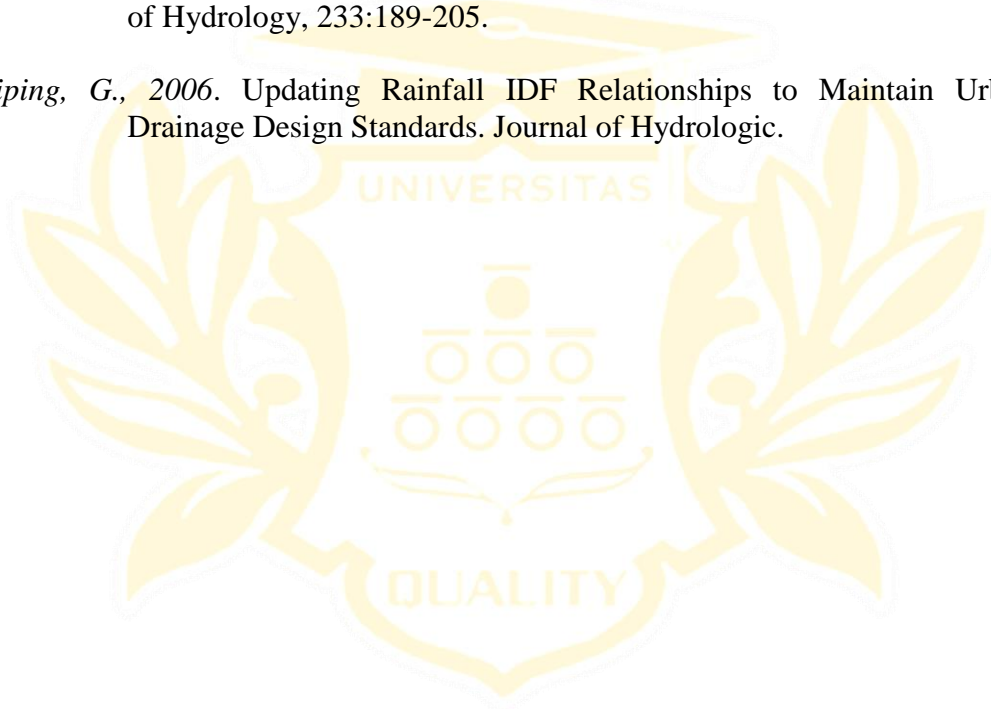 of Hydrology, 233:189-205.
iping, G., 2006. Updating Rainfall IDF Relationships to Maintain
Drainage Design Standards. Journal of Hydrologic.
UNIVERSITAS
QUALITY